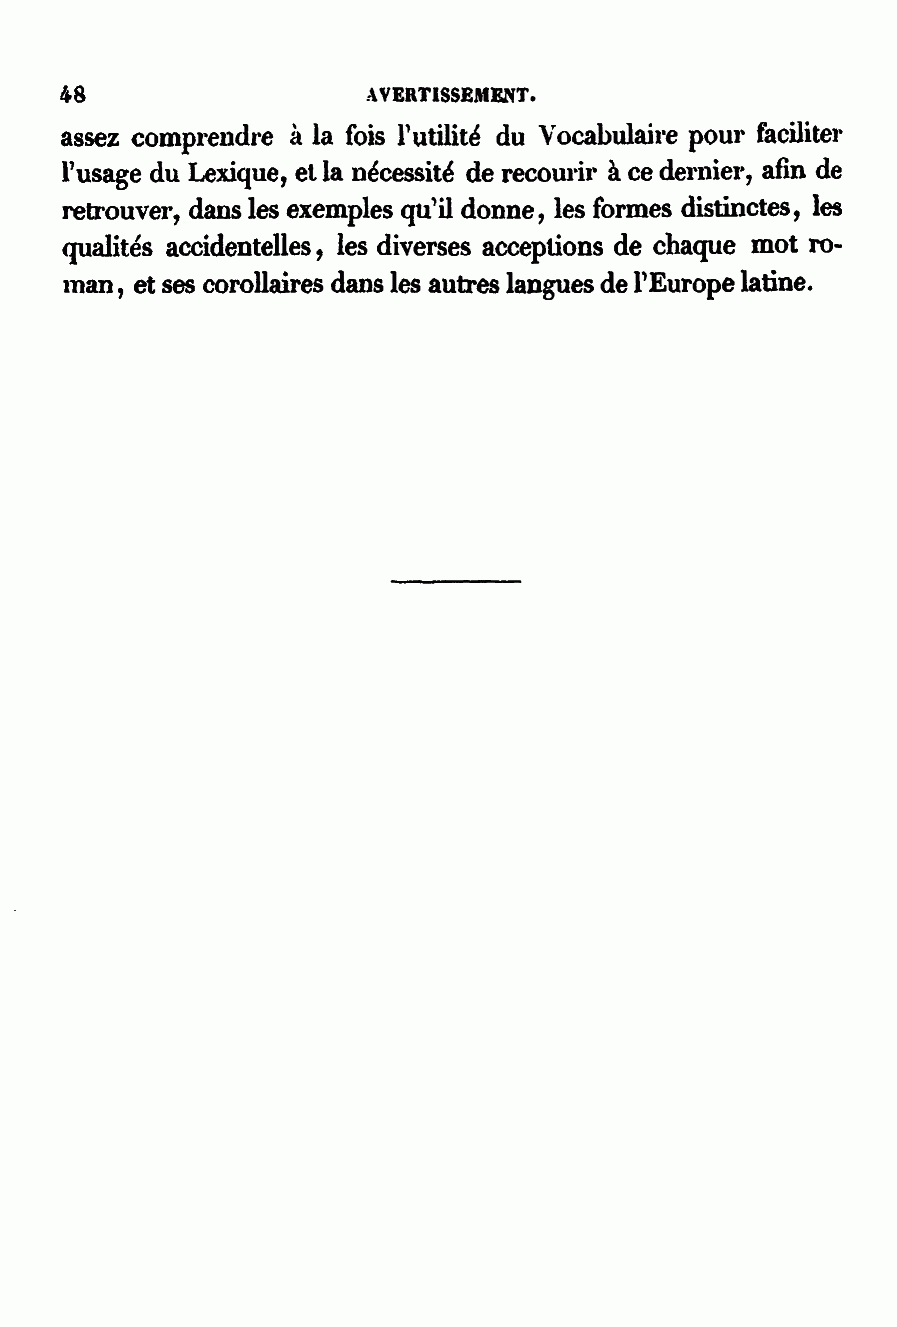 48 AVERTISSEMENT.
assez comprendre à la fois l'utilité du Vocabulaire pour faciliter
l'usage du Lexique, et la nécessité de recourir à ce dernier, afin de
retrouver, dans les exemples qu'il donne, les formes distinctes, les
qualités accidentelles, les diverses acceptions de chaque mot ro-
man, et ses corollaires dans les autres langues de l'Europe latine.